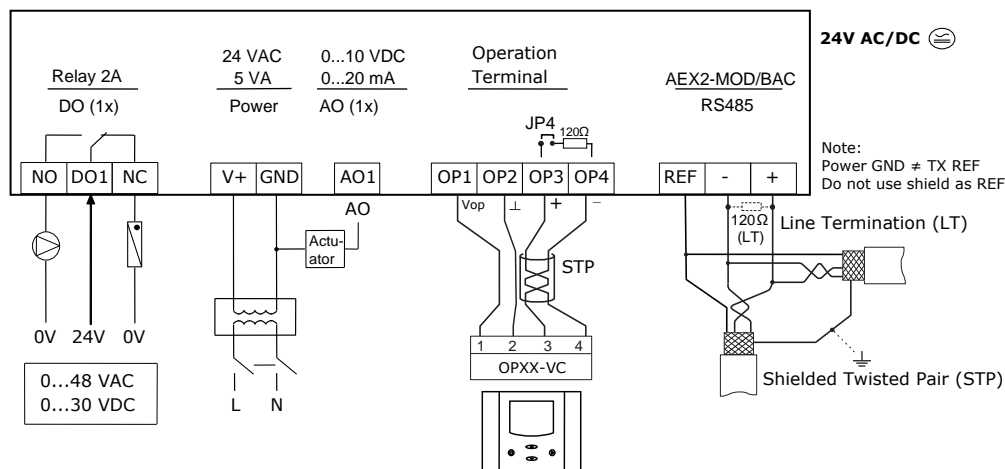 24V AC/DC
Relay 2A
DO (1x)
24 VAC
5 VA
Power
0...10 VDC
0...20 mA
AO (1x)
Operation
Terminal
AEX2-MOD/BAC
RS485
JP4
120Ω
NO DO1 NC
V+ GND
AO1
OP1 OP2 OP3 OP4
REF - +
Note:
Power GND ≠ TX REF
Do not use shield as REF
Vop ⊥ + −
AO
Actu-
ator
STP
120Ω
(LT)
Line Termination (LT)
0V 24V 0V
0...48 VAC
0...30 VDC
L N
1 2 3 4
OPXX-VC
Shielded Twisted Pair (STP)